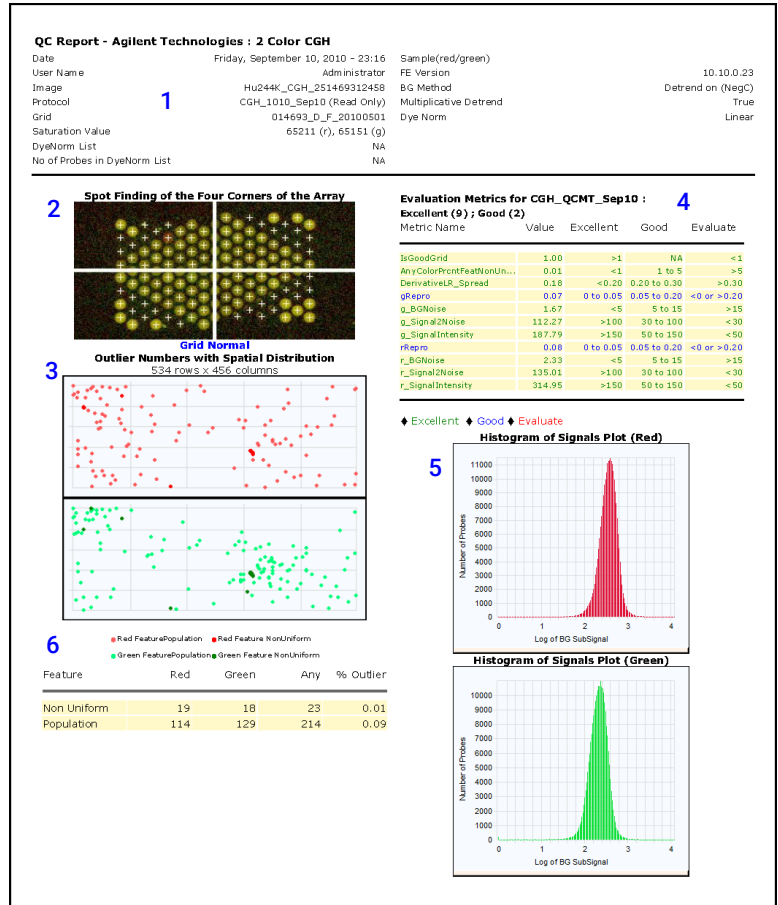 QC Report - Agilent Technologies : 2 Color CGH
Date Friday, September 10, 2010 - 23:16 Sample(red/green)
User Name Administrator FE Version 10.10.0.23
Image Hu244K_CGH_251469312458 BG Method Detrend on (NegC)
Protocol CGH_1010_Sep10 (Read Only) Multiplicative Detrend True
Grid 014693_D_F_20100501 Dye Norm Linear
Saturation Value 65211 (r), 65151 (g)
DyeNorm List NA
No of Probes in DyeNorm List NA
1
2
Spot Finding of the Four Corners of the Array
Grid Normal
3
Outlier Numbers with Spatial Distribution
534 rows x 456 columns
Red FeaturePopulation Red Feature NonUniform
Green FeaturePopulation Green Feature NonUniform
6
Feature Red Green Any % Outlier
Non Uniform 19 18 23 0.01
Population 114 129 214 0.09
4
Evaluation Metrics for CGH_QCMT_Sep10 :
Excellent (9) ; Good (2)
Metric Name Value Excellent Good Evaluate
IsGoodGrid 1.00 >1 NA <1
AnyColorPrcntFeatNonUn... 0.01 <1 1 to 5 >5
DerivativeLR_Spread 0.18 <0.20 0.20 to 0.30 >0.30
gRepro 0.07 0 to 0.05 0.05 to 0.20 <0 or >0.20
g_BGNoise 1.67 <5 5 to 15 >15
g_Signal2Noise 112.27 >100 30 to 100 <30
g_SignalIntensity 187.79 >150 50 to 150 <50
rRepro 0.08 0 to 0.05 0.05 to 0.20 <0 or >0.20
r_BGNoise 2.33 <5 5 to 15 >15
r_Signal2Noise 135.01 >100 30 to 100 <30
r_SignalIntensity 314.95 >150 50 to 150 <50
Excellent Good Evaluate
5
Histogram of Signals Plot (Red)
Number of Probes
11000
10000
9000
8000
7000
6000
5000
4000
3000
2000
1000
0
0 1 2 3 4
Log of BG SubSignal
Histogram of Signals Plot (Green)
Number of Probes
10000
9000
8000
7000
6000
5000
4000
3000
2000
1000
0
0 1 2 3 4
Log of BG SubSignal